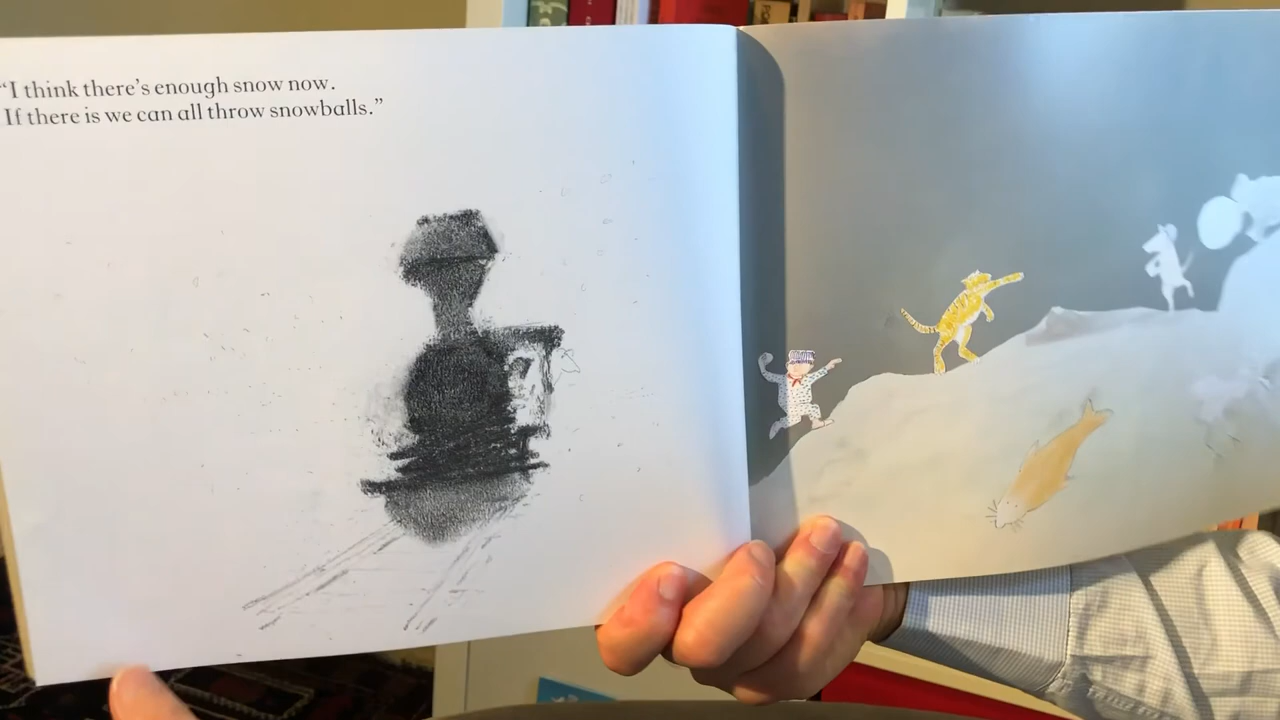 “I think there’s enough snow now.
If there is we can all throw snowballs.”